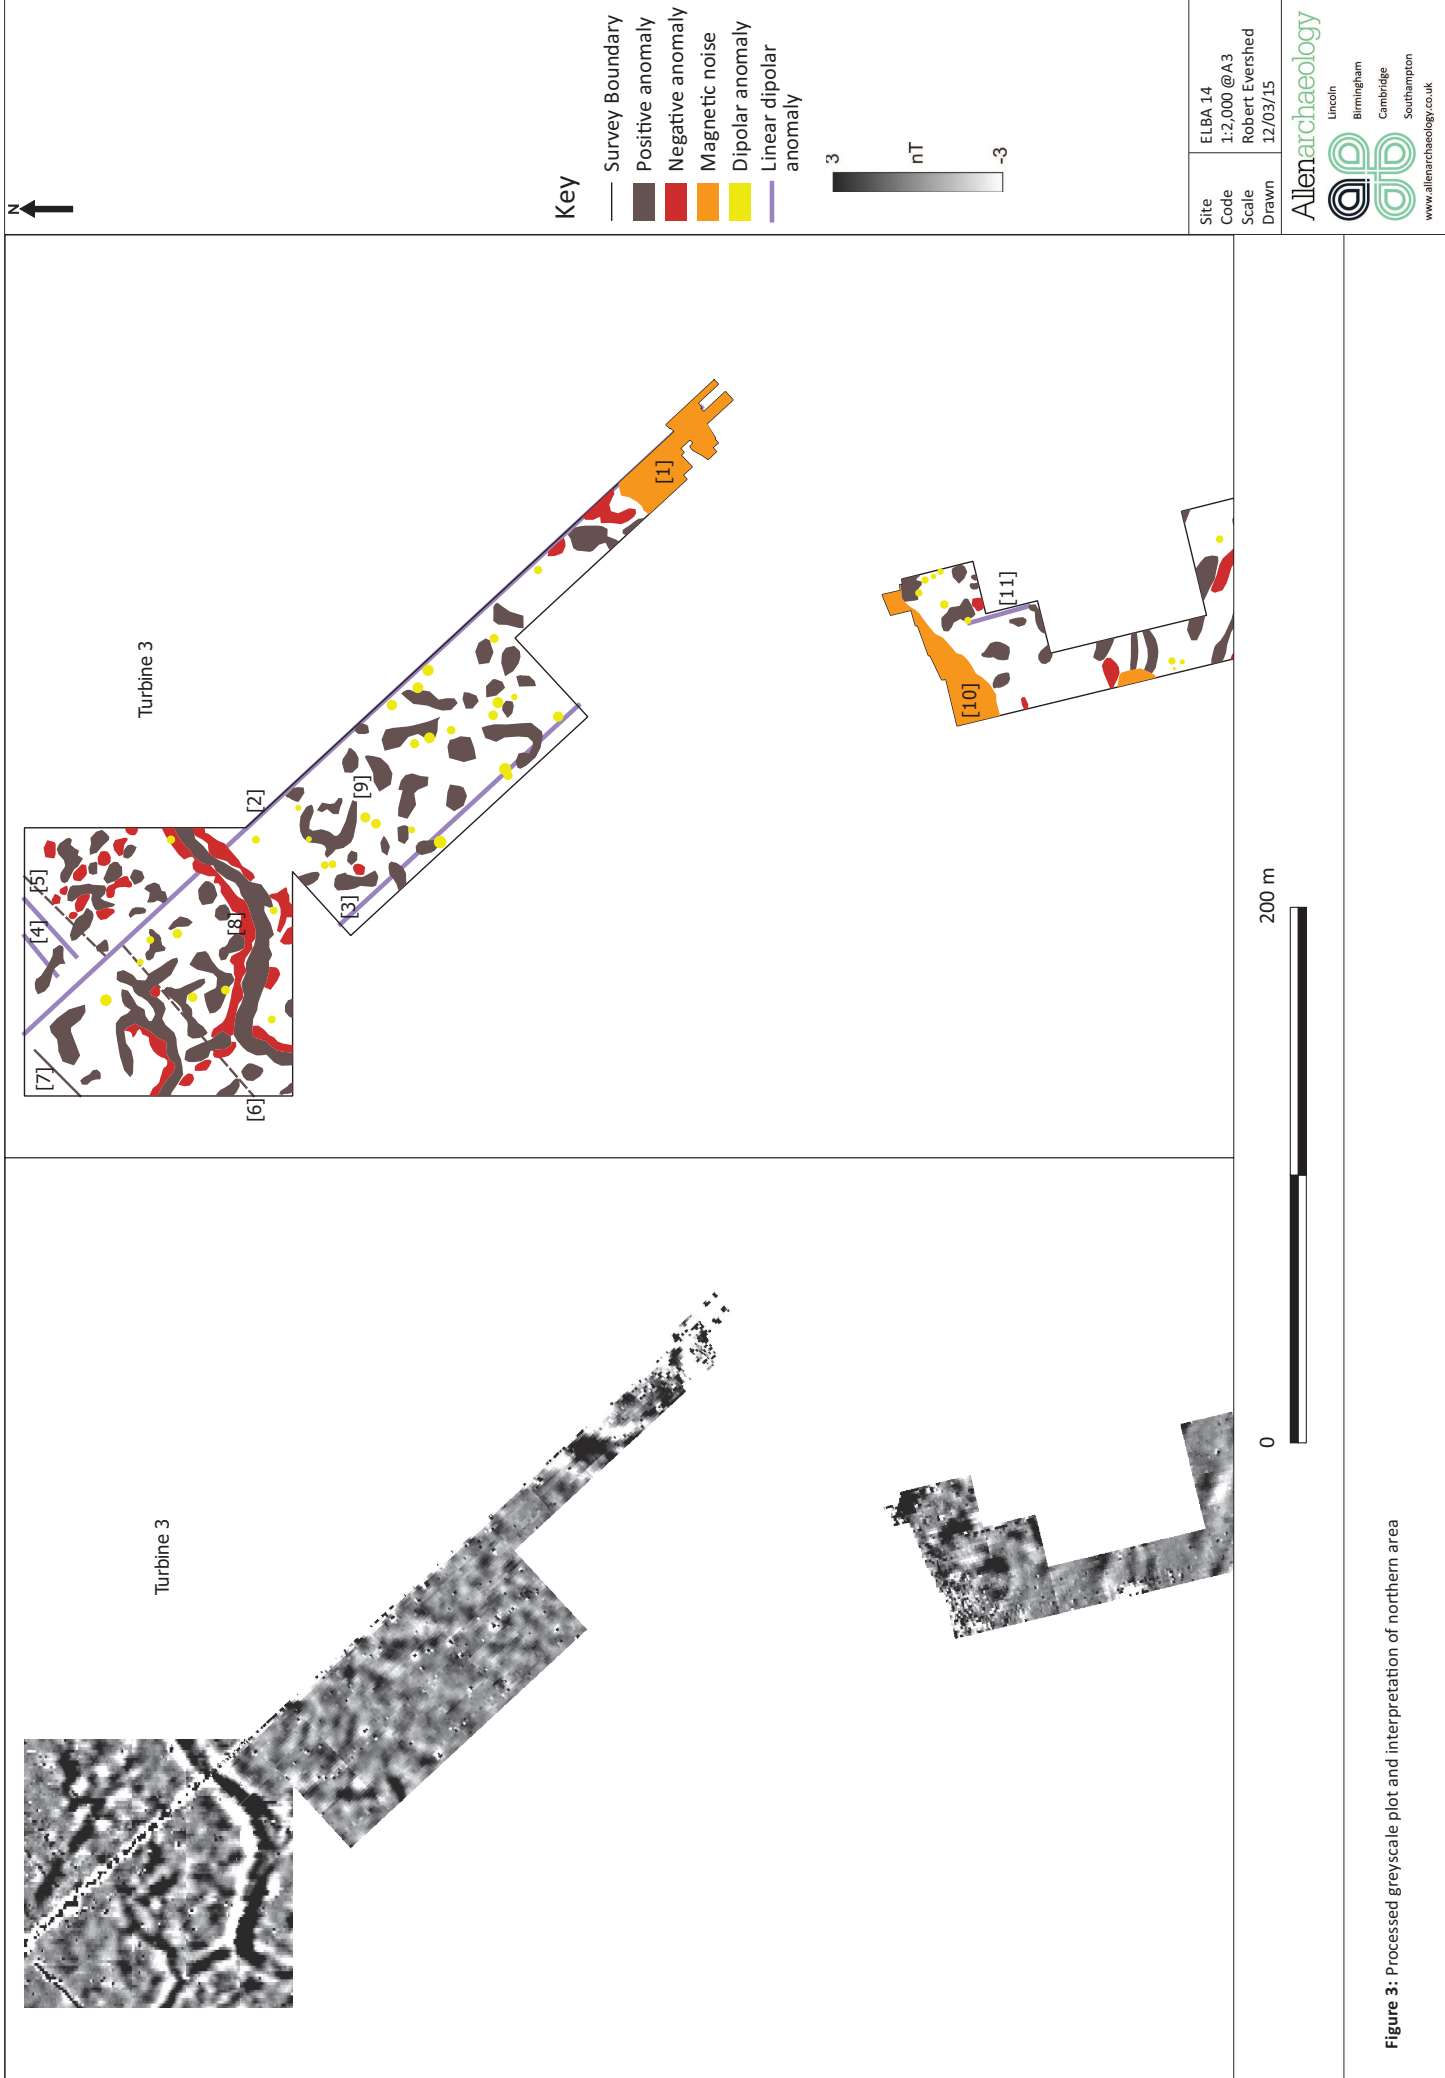 N
Key
Survey Boundary
Positive anomaly
Negative anomaly
Magnetic noise
Dipolar anomaly
Linear dipolar
anomaly
3
nT
-3
Site
Code
Scale
Drawn
ELBA 14
1:2,000 @A3
Robert Evershed
12/03/15
Allenarchaeology
Lincoln
Birmingham
Cambridge
Southampton
www.allenarchaeology.co.uk
Turbine 3
[1]
[2]
[3]
[4]
[5]
[6]
[7]
[8]
[9]
[10]
[11]
Turbine 3
0
200 m
Figure 3: Processed greyscale plot and interpretation of northern area